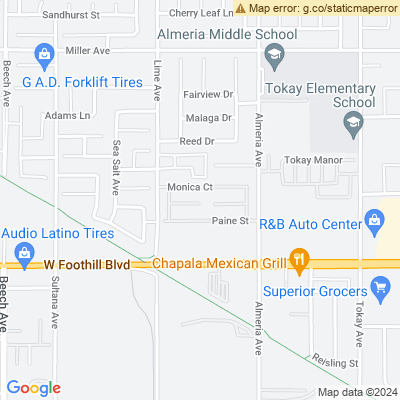 Sandhurst St
Cherry Leaf Ln
Map error: g.co/staticmaperror
Almeria Middle School
Miller Ave
Beech Ave
Lime Ave
G A.D. Forklift Tires
Tokay Elementary
School
Fairview Dr
Adams Ln
Malaga Dr
Reed Dr
Sea Salt Ave
Almeria Ave
Tokay Manor
Monica Ct
Paine St
R&B Auto Center
Audio Latino Tires
W Foothill Blvd
Chapala Mexican Grill
Superior Grocers
Beech Ave
Sultana Ave
Almeria Ave
Tokay Ave
Reisling St
Google
Map data ©2024